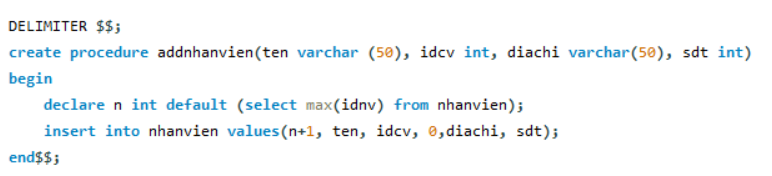 DELIMITER $$;
create procedure addnhanvien(ten varchar (50), idcv int, diachi varchar(50), sdt int)
begin
    declare n int default (select max(idnv) from nhanvien);
    insert into nhanvien values(n+1, ten, idcv, 0,diachi, sdt);
end$$;